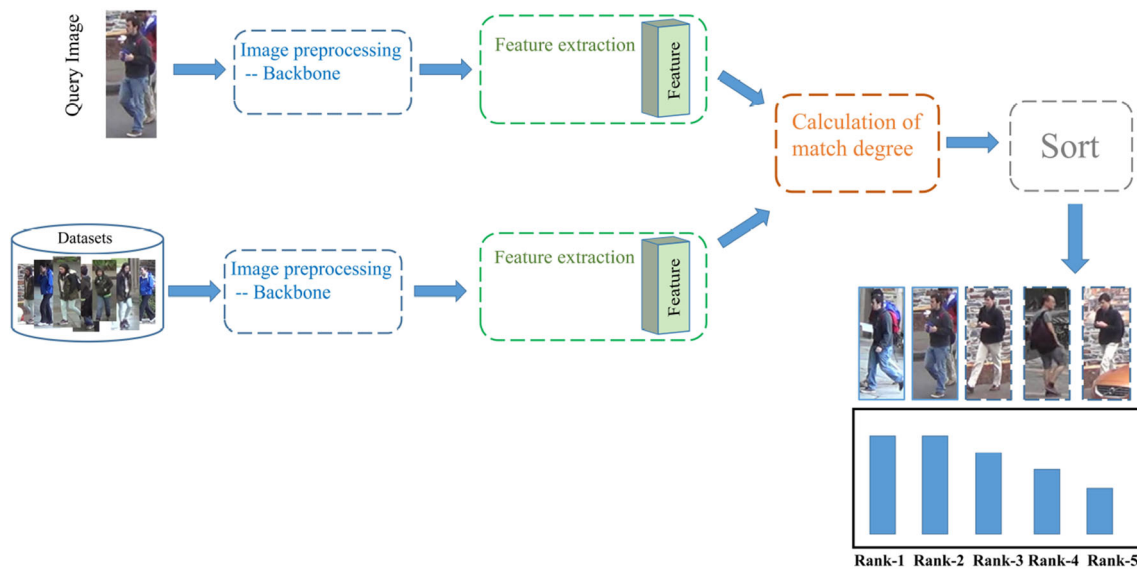 Query Image
Image preprocessing
-- Backbone
Feature extraction
Feature
Calculation of
match degree
Sort
Datasets
Image preprocessing
-- Backbone
Feature extraction
Feature
Rank-1 Rank-2 Rank-3 Rank-4 Rank-5